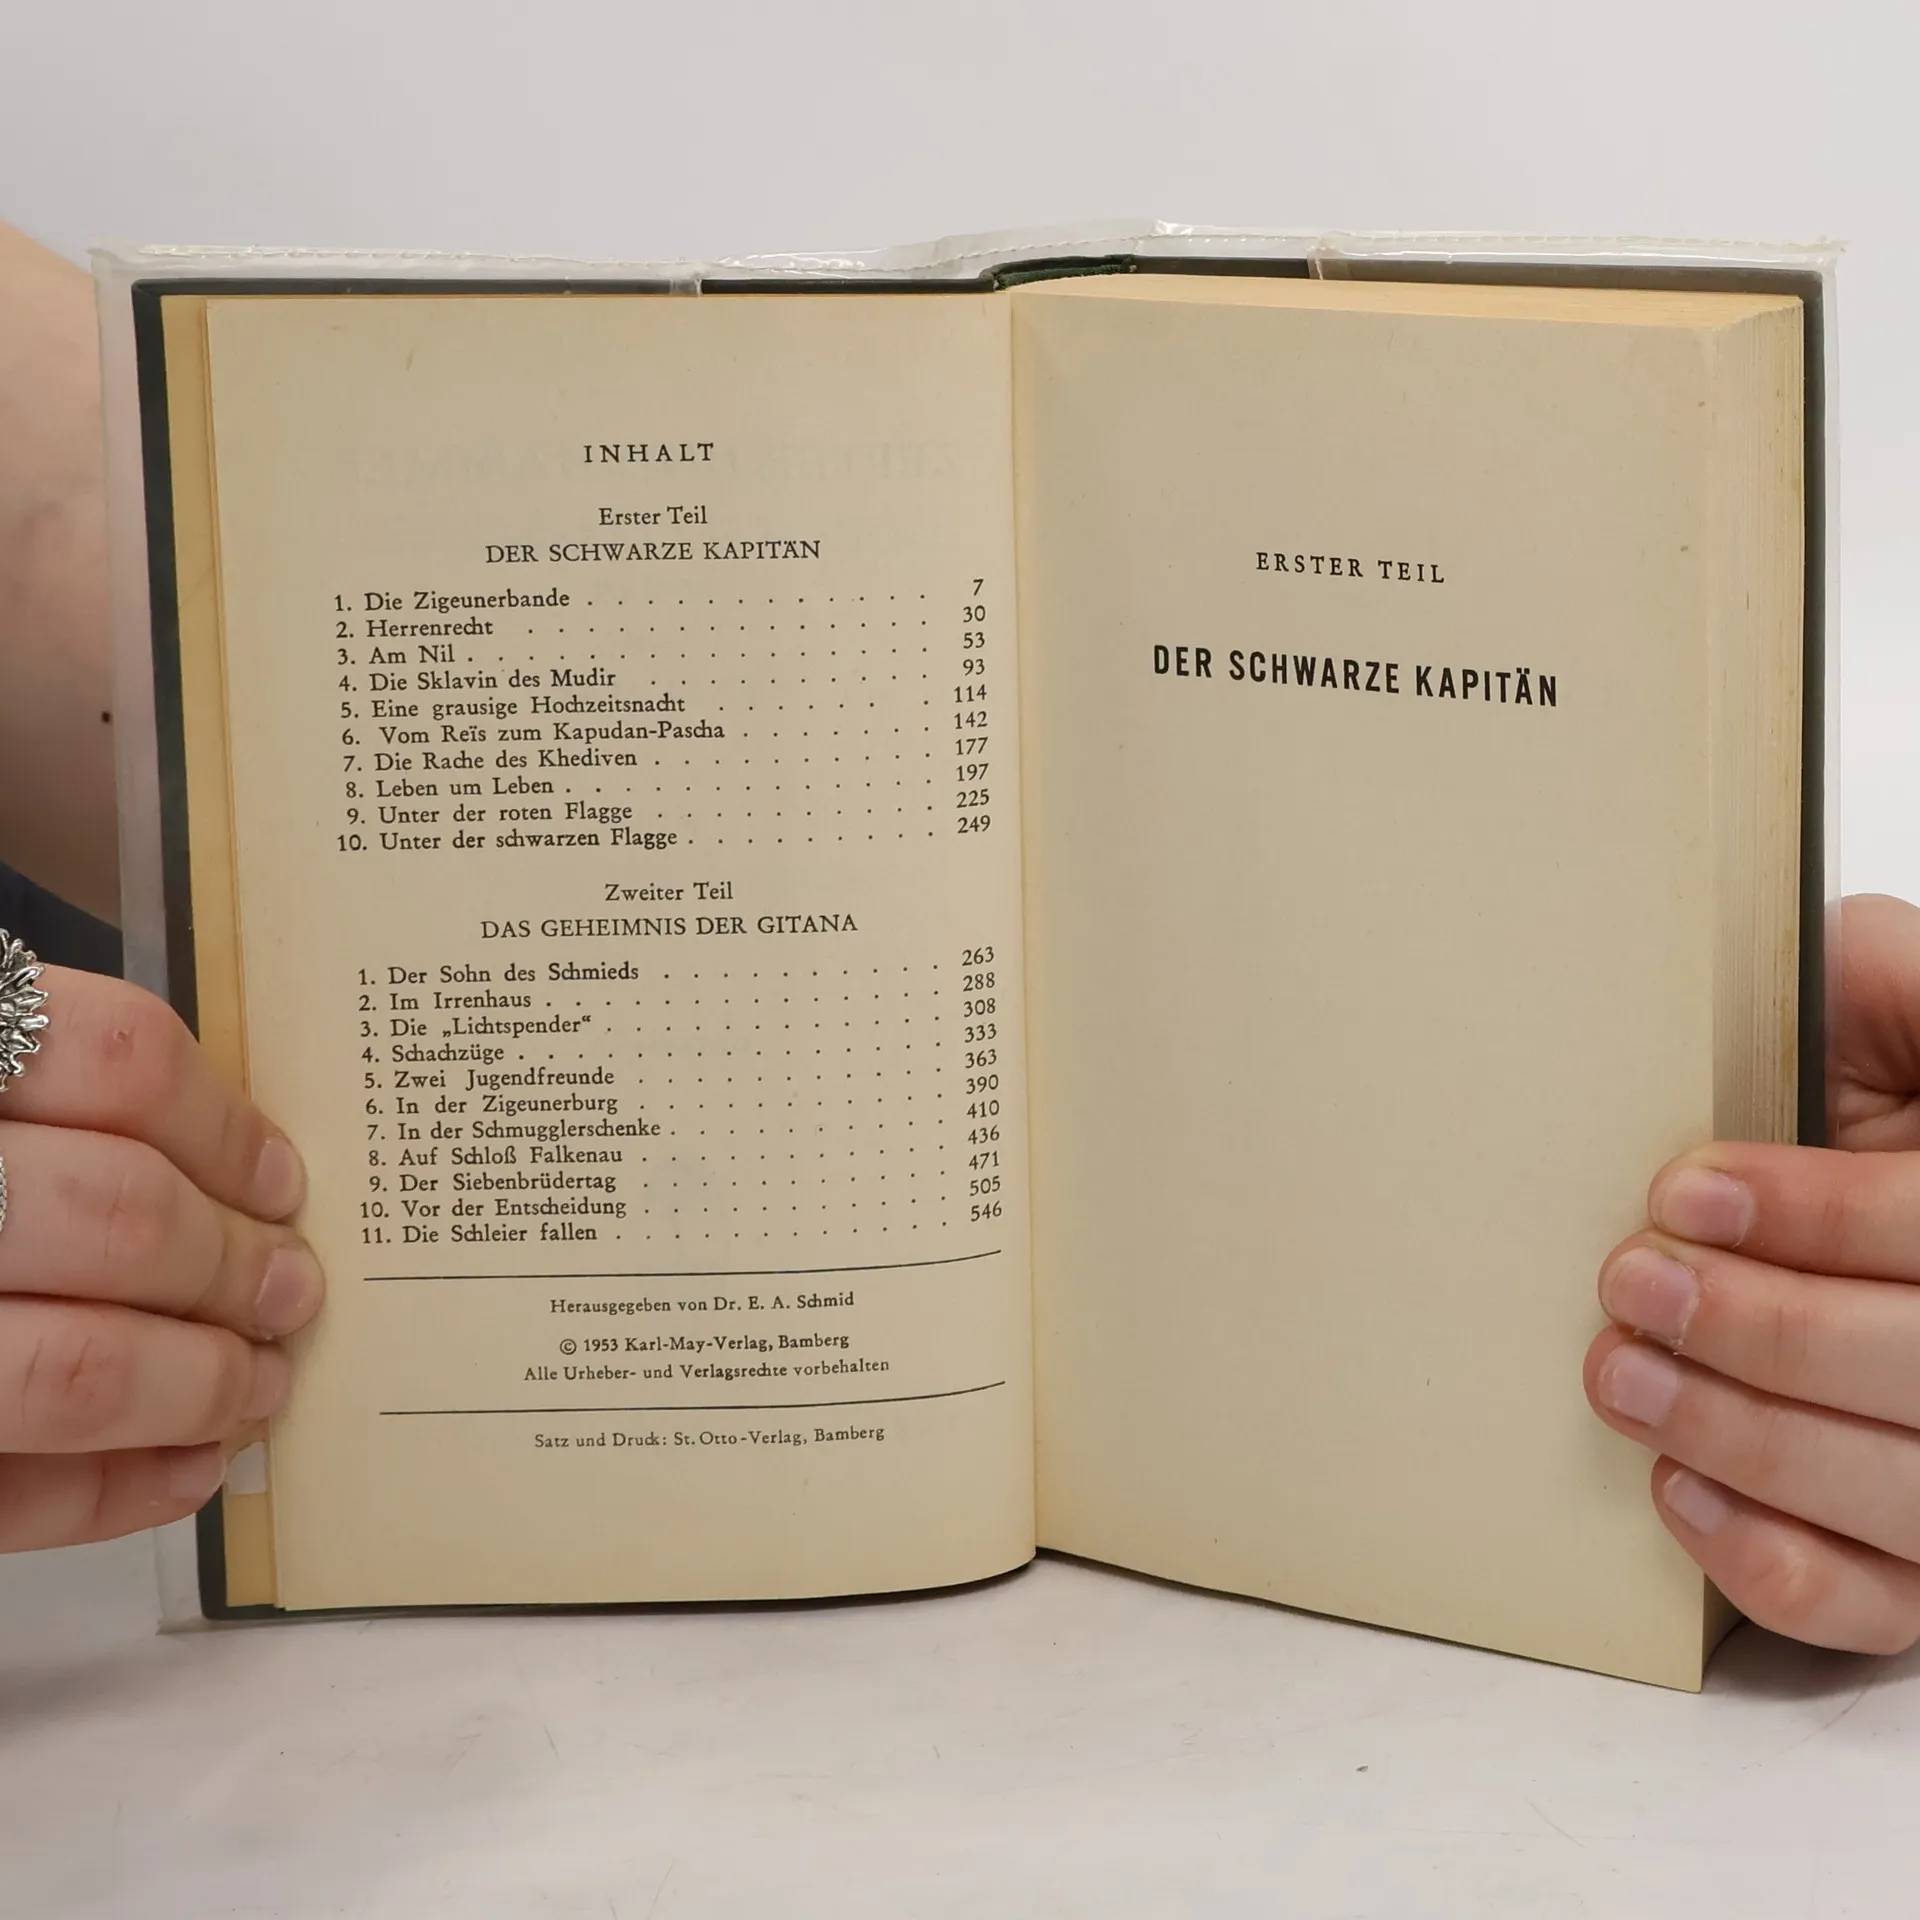 INHALT
Erster Teil
DER SCHWARZE KAPITÄN
1. Die Zigeunerbande . . . . . . . . . . . . 7
2. Herrenrecht . . . . . . . . . . . . . . 30
3. Am Nil . . . . . . . . . . . . . . . . 53
4. Die Sklavin des Mudir . . . . . . . . . . 93
5. Eine grausige Hochzeitsnacht . . . . . . . 114
6. Vom Reïs zum Kapudan-Pascha . . . . . . . 142
7. Die Rache des Khediven . . . . . . . . . . 177
8. Leben um Leben . . . . . . . . . . . . . 197
9. Unter der roten Flagge . . . . . . . . . . 225
10. Unter der schwarzen Flagge . . . . . . . . . 249
Zweiter Teil
DAS GEHEIMNIS DER GITANA
1. Der Sohn des Schmieds . . . . . . . . . . 263
2. Im Irrenhaus . . . . . . . . . . . . . . 288
3. Die „Lichtspender“ . . . . . . . . . . . . 308
4. Schachzüge . . . . . . . . . . . . . . . 333
5. Zwei Jugendfreunde . . . . . . . . . . . 363
6. In der Zigeunerburg . . . . . . . . . . . 390
7. In der Schmugglerschenke . . . . . . . . . . 410
8. Auf Schloß Falkenau . . . . . . . . . . . 436
9. Der Siebenbrüdertag . . . . . . . . . . . 471
10. Vor der Entscheidung . . . . . . . . . . . 505
11. Die Schleier fallen . . . . . . . . . . . . 546
Herausgegeben von Dr. E. A. Schmid
© 1953 Karl-May-Verlag, Bamberg
Alle Urheber- und Verlagsrechte vorbehalten
Satz und Druck: St. Otto-Verlag, Bamberg
ERSTER TEIL
DER SCHWARZE KAPITÄN